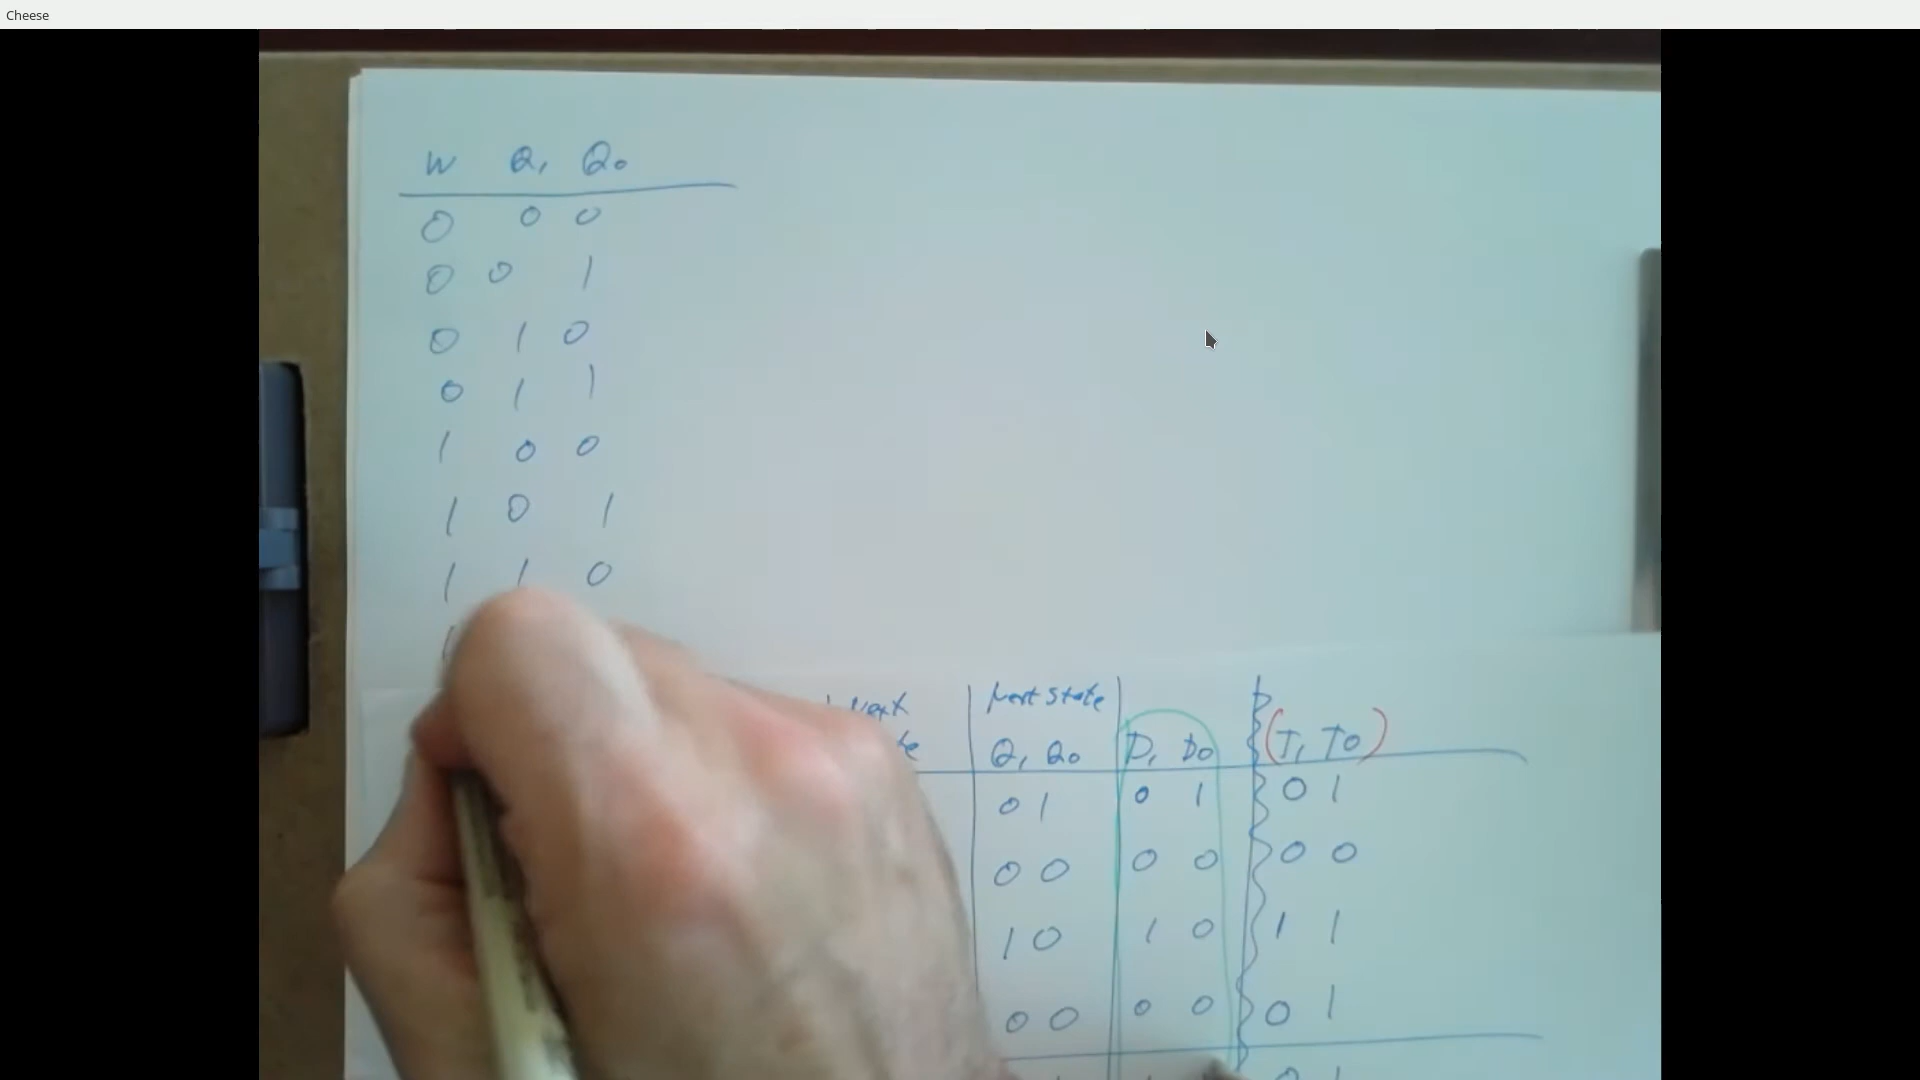 Cheese
W Q1 Q0
0 0 0
0 0 1
0 1 0
0 1 1
1 0 0
1 0 1
1 1 0
1
Next Next State
Q1 Q0 D1 D0 (T1 T0)
0 1 0 1 0 1
0 0 0 0 0 0
1 0 1 0 1 1
0 0 0 0 0 1